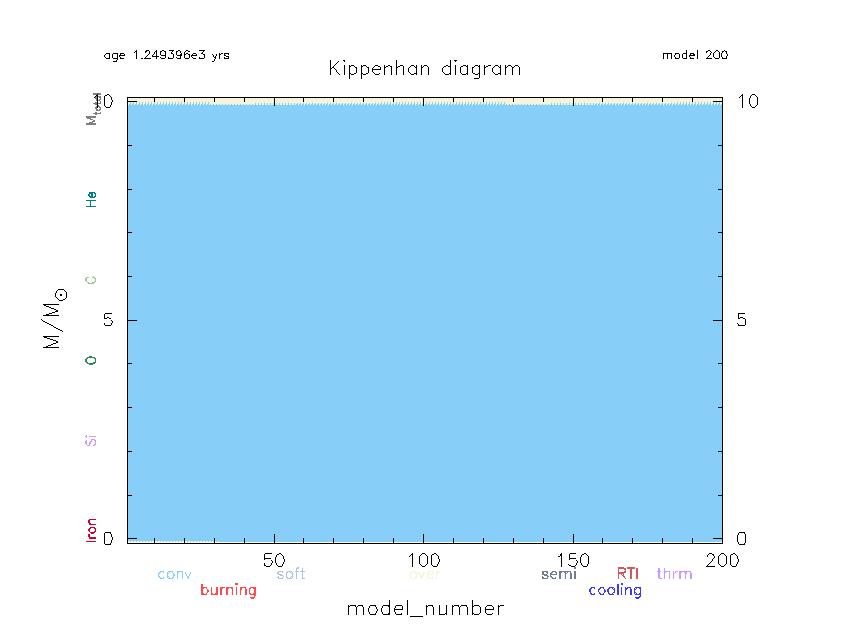 age 1.249396e3 yrs
model 200
Kippenhan diagram
M_total
He
C
O
Si
Iron
M/M⊙
10
5
0
10
5
0
50 100 150 200
conv soft over semi RTI thrm
burning cooling
model_number